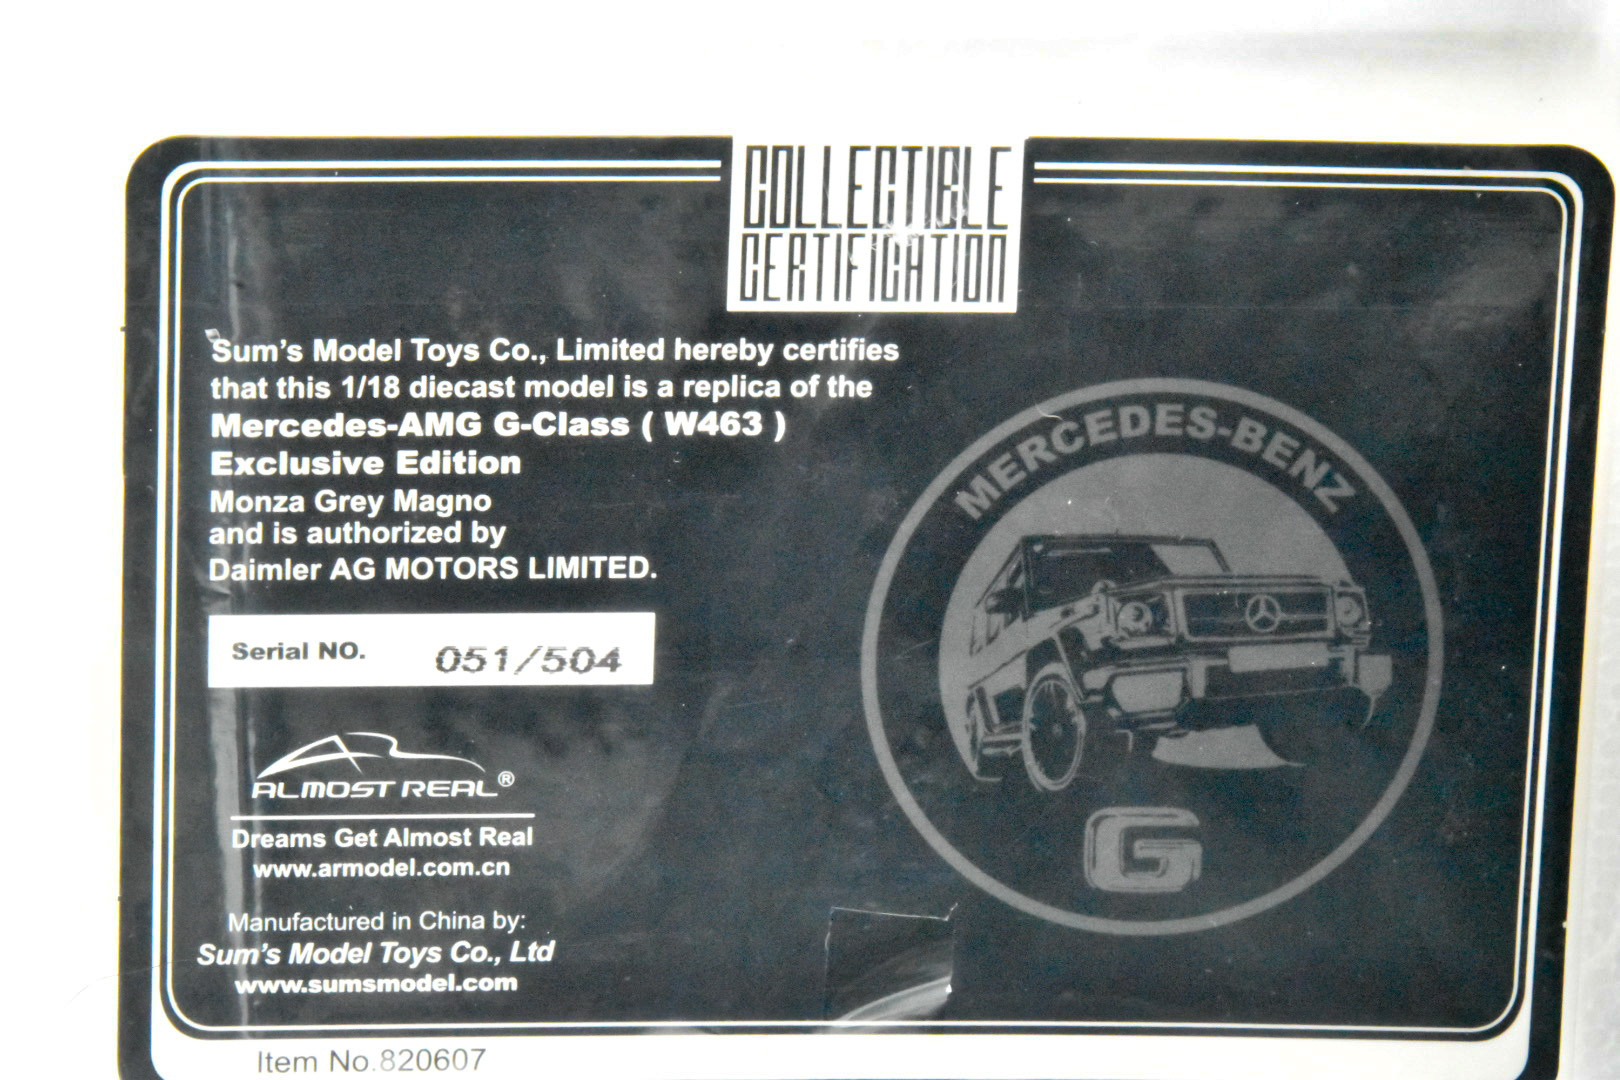 COLLECTIBLE
CERTIFICATION
Sum's Model Toys Co., Limited hereby certifies
that this 1/18 diecast model is a replica of the
Mercedes-AMG G-Class ( W463 )
Exclusive Edition
Monza Grey Magno
and is authorized by
Daimler AG MOTORS LIMITED.
Serial NO. 051/504
MERCEDES-BENZ
G
ALMOST REAL®
Dreams Get Almost Real
www.armodel.com.cn
Manufactured in China by:
Sum's Model Toys Co., Ltd
www.sumsmodel.com
Item No.820607